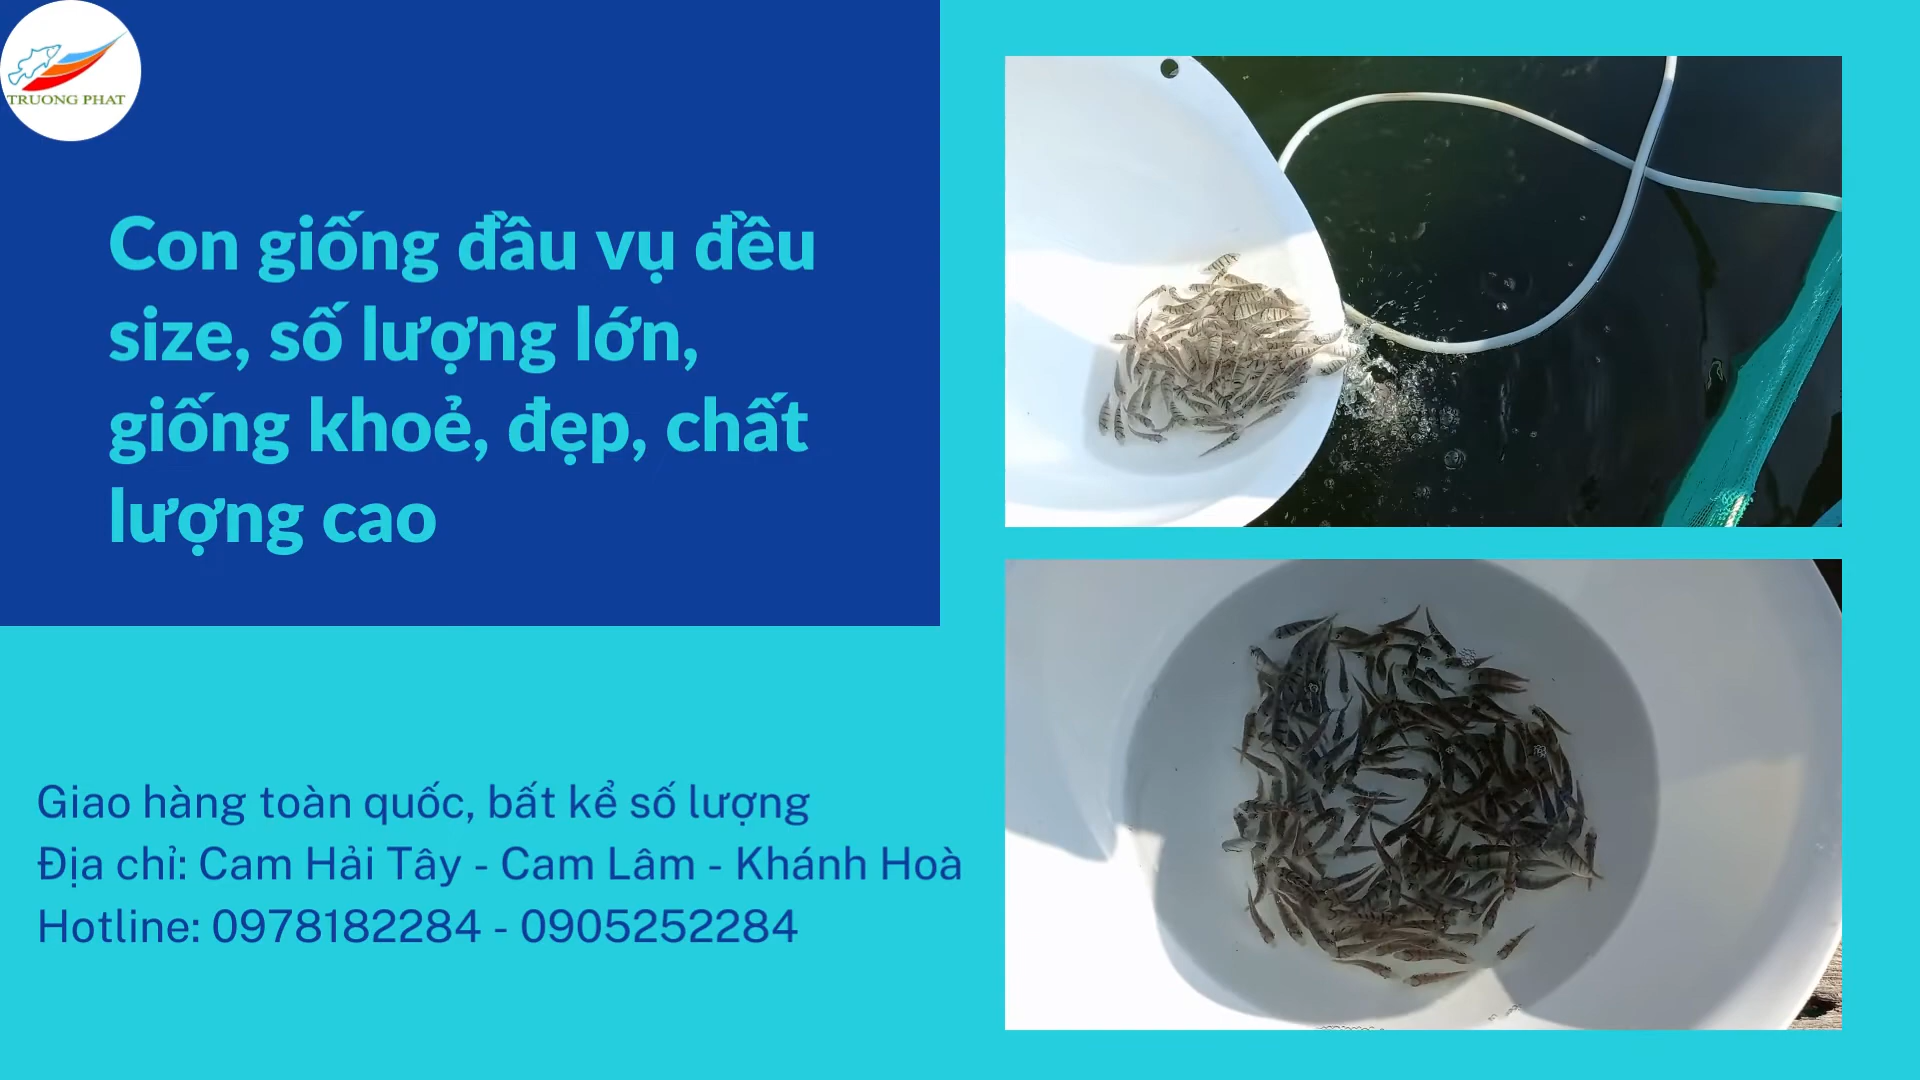 TRUONG PHAT
Con giống đầu vụ đều
size, số lượng lớn,
giống khoẻ, đẹp, chất
lượng cao
Giao hàng toàn quốc, bất kể số lượng
Địa chỉ: Cam Hải Tây - Cam Lâm - Khánh Hoà
Hotline: 0978182284 - 0905252284